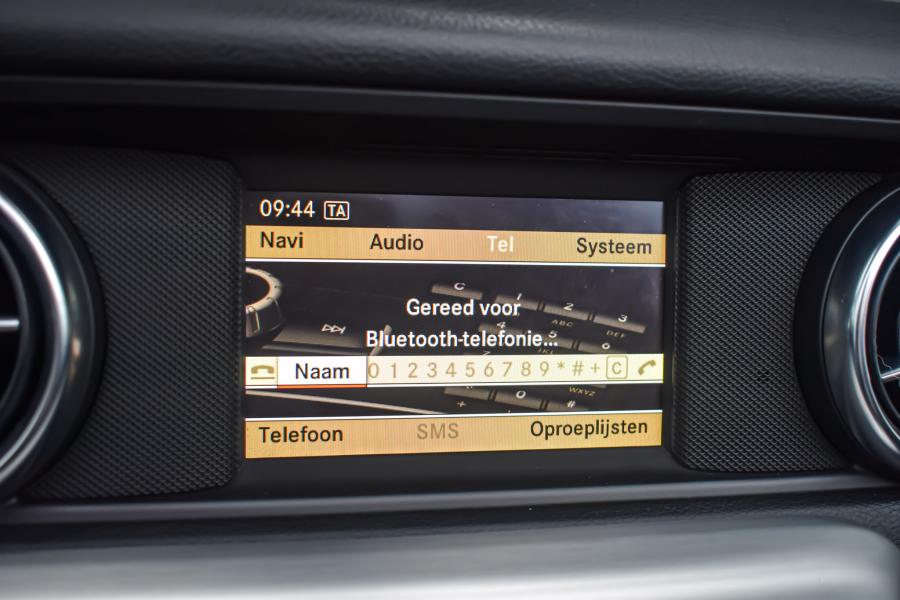 09:44 TA
Navi Audio Tel Systeem
Gereed voor
Bluetooth-telefonie...
Naam 0 1 2 3 4 5 6 7 8 9 * # + C
Telefoon SMS Oproeplijsten